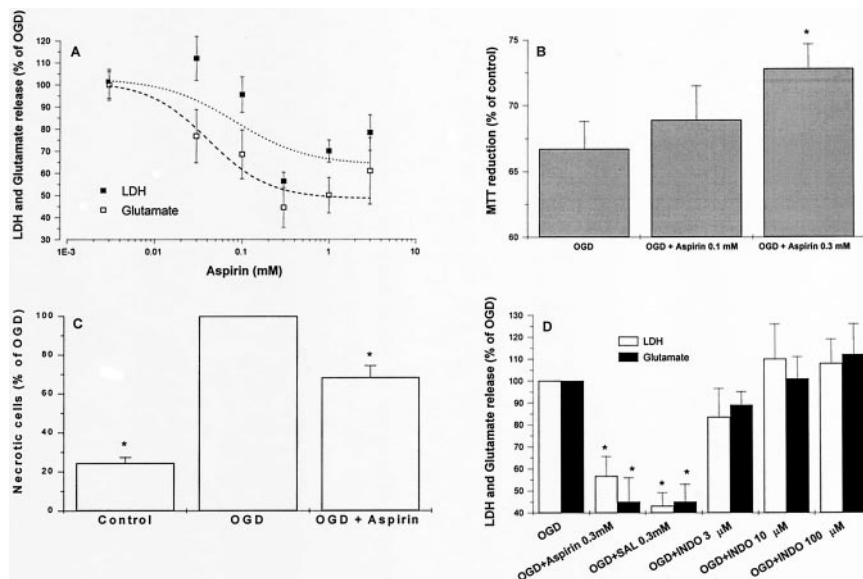 A
LDH and Glutamate release (% of OGD)
120
110
100
90
80
70
60
50
40
30
LDH
Glutamate
1E-3
0.01
0.1
1
10
Aspirin (mM)
B
MTT reduction (% of control)
75
70
65
60
*
OGD
OGD + Aspirin 0.1 mM
OGD + Aspirin 0.3 mM
C
Necrotic cells (% of OGD)
100
80
60
40
20
0
*
*
Control
OGD
OGD + Aspirin
D
LDH and Glutamate release (% of OGD)
130
120
110
100
90
80
70
60
50
40
LDH
Glutamate
* * * *
OGD
OGD+Aspirin 0.3mM
OGD+SAL 0.3mM
OGD+INDO 3 μM
OGD+INDO 10 μM
OGD+INDO 100 μM